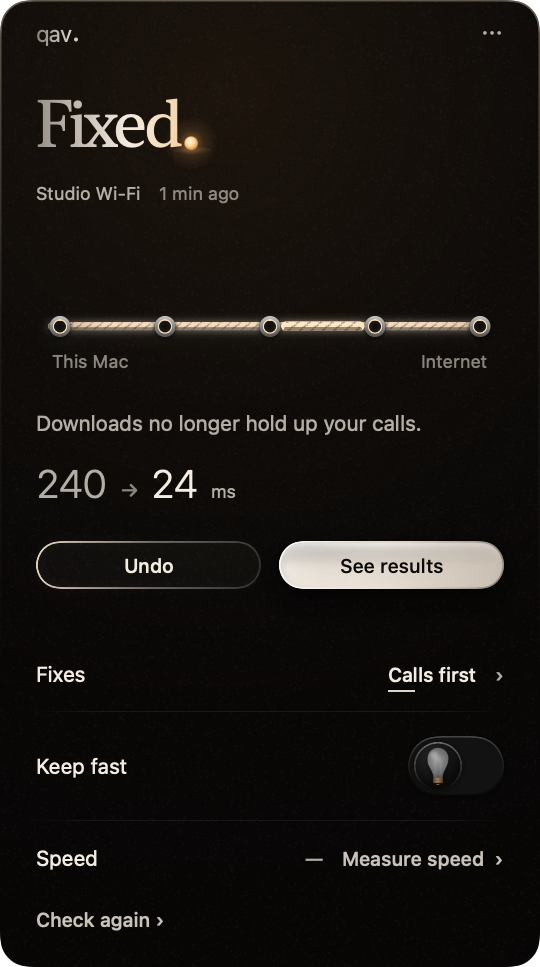 qav.
Fixed.
Studio Wi-Fi 1 min ago
This Mac Internet
Downloads no longer hold up your calls.
240 → 24 ms
Undo See results
Fixes Calls first ›
Keep fast
Speed — Measure speed ›
Check again ›